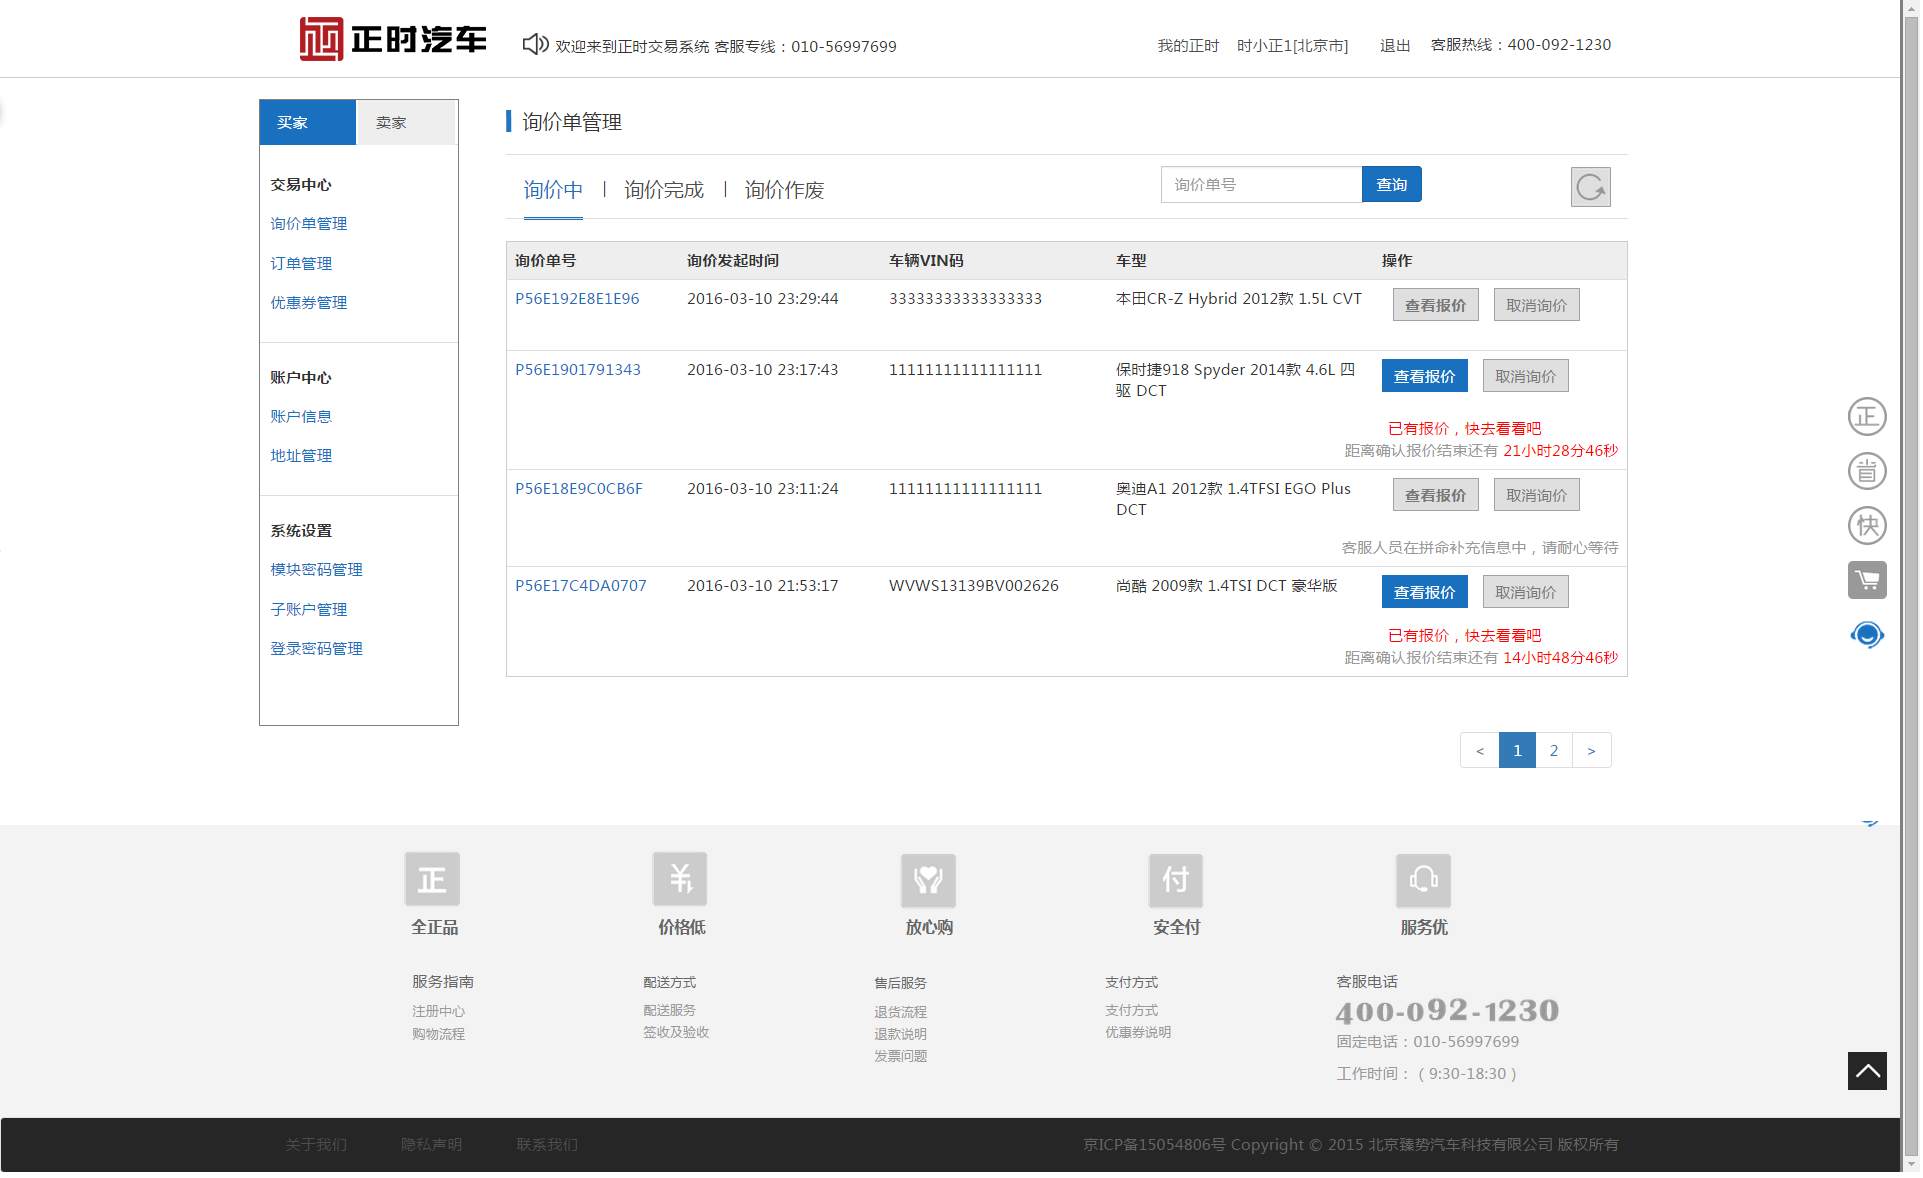 正时汽车
欢迎来到正时交易系统 客服专线：010-56997699
我的正时 时小正1[北京市] 退出 客服热线：400-092-1230
买家 卖家
交易中心
询价单管理
订单管理
优惠券管理
账户中心
账户信息
地址管理
系统设置
模块密码管理
子账户管理
登录密码管理
询价单管理
询价中 | 询价完成 | 询价作废
询价单号 查询
询价单号 询价发起时间 车辆VIN码 车型 操作
P56E192E8E1E96 2016-03-10 23:29:44 33333333333333333 本田CR-Z Hybrid 2012款 1.5L CVT 查看报价 取消询价
P56E1901791343 2016-03-10 23:17:43 11111111111111111 保时捷918 Spyder 2014款 4.6L 四 查看报价 取消询价
驱 DCT
已有报价，快去看看吧
距离确认报价结束还有 21小时28分46秒
P56E18E9C0CB6F 2016-03-10 23:11:24 11111111111111111 奥迪A1 2012款 1.4TFSI EGO Plus 查看报价 取消询价
DCT
客服人员在拼命补充信息中，请耐心等待
P56E17C4DA0707 2016-03-10 21:53:17 WVWS13139BV002626 尚酷 2009款 1.4TSI DCT 豪华版 查看报价 取消询价
已有报价，快去看看吧
距离确认报价结束还有 14小时48分46秒
< 1 2 >
正
快
正 付
全正品 价格低 放心购 安全付 服务优
服务指南
注册中心
购物流程
配送方式
配送服务
签收及验收
售后服务
退货流程
退款说明
发票问题
支付方式
支付方式
优惠券说明
客服电话
400-092-1230
固定电话：010-56997699
工作时间：（9:30-18:30）
关于我们 隐私声明 联系我们
京ICP备15054806号 Copyright © 2015 北京臻势汽车科技有限公司 版权所有